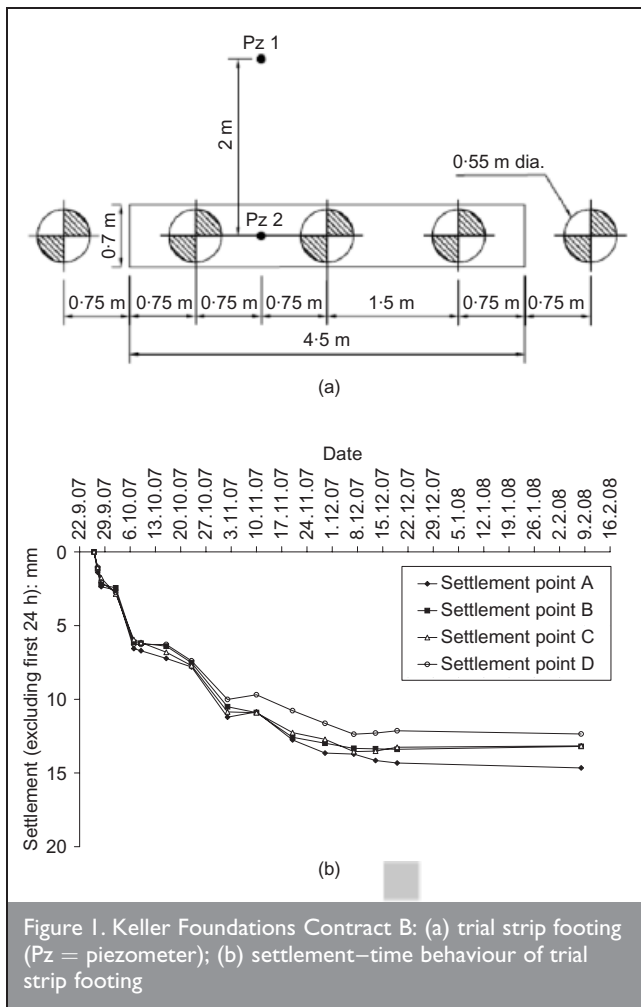 Pz 1
2 m
0·55 m dia.
Pz 2
0·7 m
0·75 m 0·75 m 0·75 m 0·75 m 1·5 m 0·75 m 0·75 m
4·5 m
(a)
Date
22.9.07 29.9.07 6.10.07 13.10.07 20.10.07 27.10.07 3.11.07 10.11.07 17.11.07 24.11.07 1.12.07 8.12.07 15.12.07 22.12.07 29.12.07 5.1.08 12.1.08 19.1.08 26.1.08 2.2.08 9.2.08 16.2.08
0
5
10
15
20
Settlement (excluding first 24 h): mm
Settlement point A
Settlement point B
Settlement point C
Settlement point D
(b)
Figure 1. Keller Foundations Contract B: (a) trial strip footing
(Pz = piezometer); (b) settlement–time behaviour of trial
strip footing